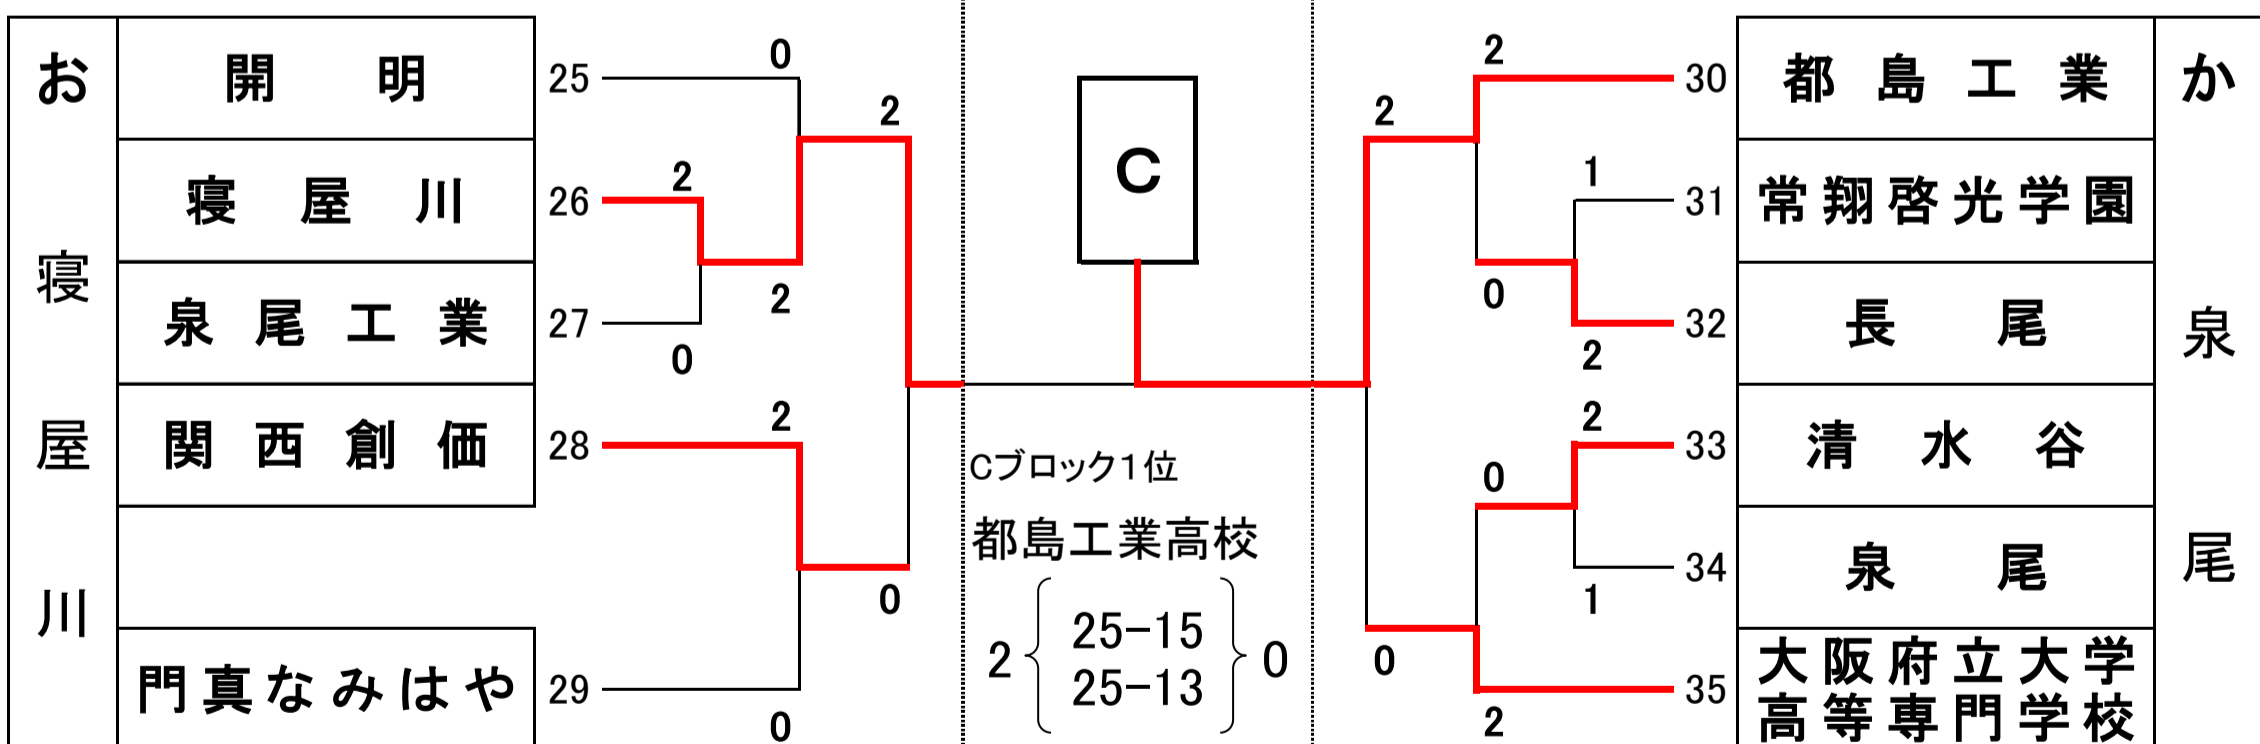 お寝屋川
開明 25
寝屋川 26
泉尾工業 27
関西創価 28
門真なみはや 29
0
2
2
2
0
2
0
2
0
C
Cブロック1位
都島工業高校
2 { 25-15 } 0
25-13
2
2
1
0
2
2
0
1
0
2
30 都島工業
31 常翔啓光学園
32 長尾
33 清水谷
34 泉尾
35 大阪府立大学
高等専門学校
か泉尾